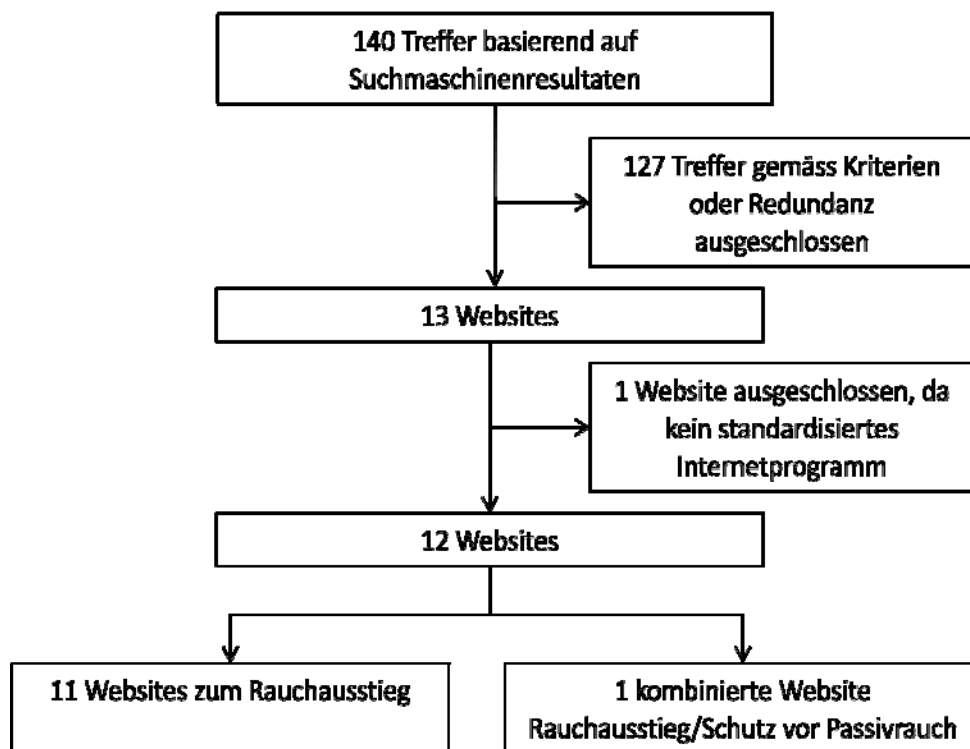 140 Treffer basierend auf
Suchmaschinenresultaten
127 Treffer gemäss Kriterien
oder Redundanz
ausgeschlossen
13 Websites
1 Website ausgeschlossen, da
kein standardisiertes
Internetprogramm
12 Websites
11 Websites zum Rauchausstieg
1 kombinierte Website
Rauchausstieg/Schutz vor Passivrauch